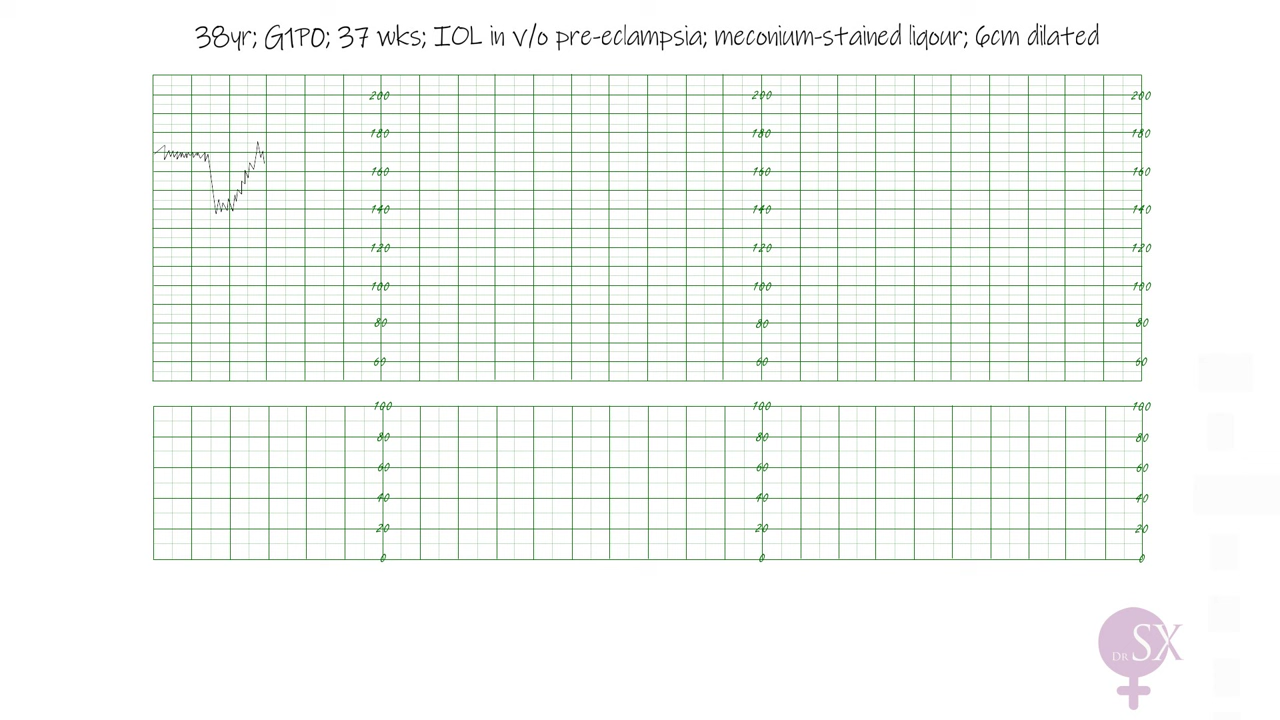 38yr; G1P0; 37 wks; IOL in v/o pre-eclampsia; meconium-stained liqour; 6cm dilated
200 200 200
180 180 180
160 160 160
140 140 140
120 120 120
100 100 100
80 80 80
60 60 60
100 100 100
80 80 80
60 60 60
40 40 40
20 20 20
0 0 0
DR SX